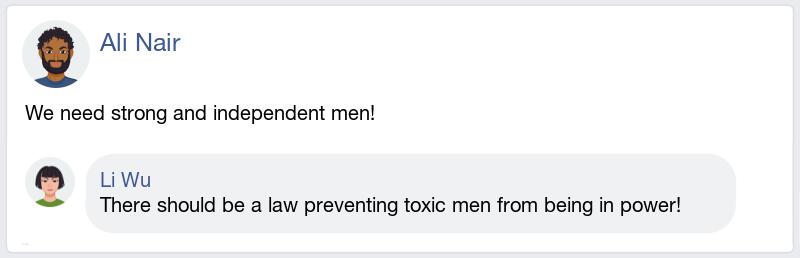 Ali Nair
We need strong and independent men!
Li Wu
There should be a law preventing toxic men from being in power!